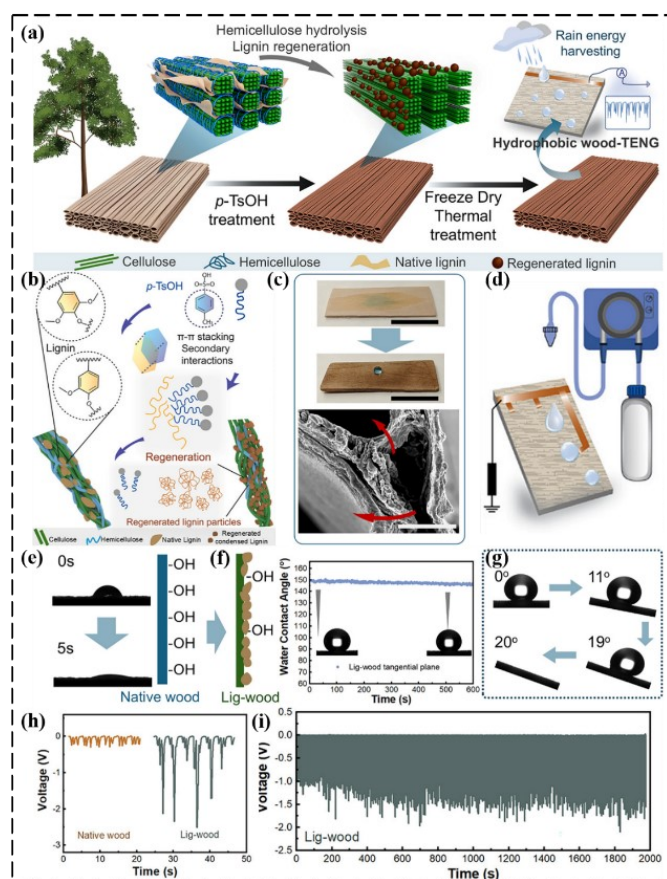 (a)
Hemicellulose hydrolysis
Lignin regeneration
Rain energy
harvesting
A
Hydrophobic wood-TENG
p-TsOH
treatment
Freeze Dry
Thermal
treatment
Cellulose
Hemicellulose
Native lignin
Regenerated lignin
(b)
p-TsOH
Lignin
π-π stacking
Secondary
interactions
Regeneration
Regenerated lignin particles
Cellulose
Hemicellulose
Native Lignin
Regenerated
condensed Lignin
(c)
(d)
(e)
0s
5s
-OH
-OH
-OH
-OH
-OH
Native wood
(f)
-OH
-OH
Lig-wood
Water Contact Angle (°)
160
150
140
130
120
110
100
90
80
70
60
0 100 200 300 400 500 600
Lig-wood tangential plane
Time (s)
(g)
0°
11°
20°
19°
(h)
Voltage (V)
0
-1
-2
-3
Native wood
Lig-wood
0 10 20 30 40 50
Time (s)
(i)
Voltage (V)
0.0
-0.5
-1.0
-1.5
-2.0
-2.5
Lig-wood
0 200 400 600 800 1000 1200 1400 1600 1800 2000
Time (s)